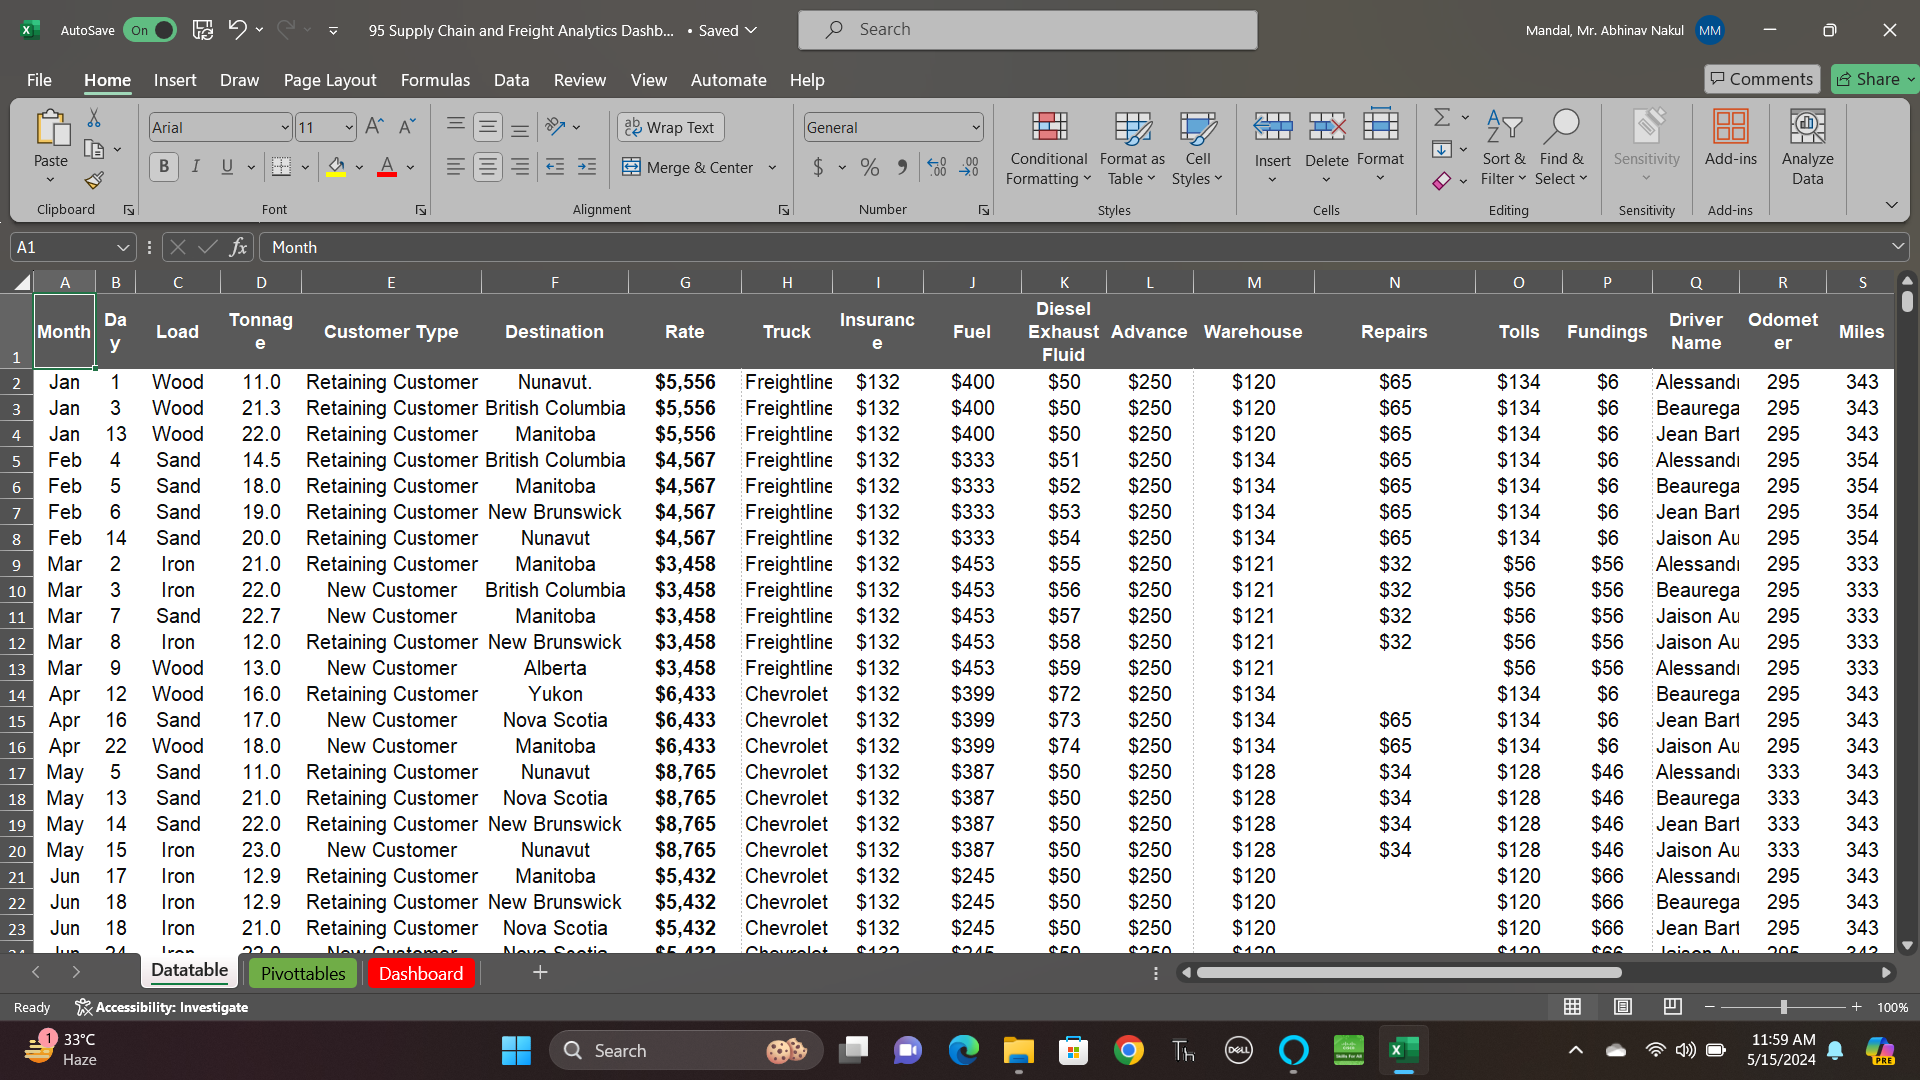 AutoSave On 95 Supply Chain and Freight Analytics Dashb... • Saved Search Mandal, Mr. Abhinav Nakul MM
File Home Insert Draw Page Layout Formulas Data Review View Automate Help Comments Share
Arial 11 Wrap Text General
Paste B I U A Merge & Center $ % Conditional Formatting Format as Table Cell Styles Insert Delete Format Sort & Filter Find & Select Sensitivity Add-ins Analyze Data
Clipboard Font Alignment Number Styles Cells Editing Sensitivity Add-ins
A1 fx Month
A B C D E F G H I J K L M N O P Q R S
1 Month Day Load Tonnage Customer Type Destination Rate Truck Insurance Fuel Diesel Exhaust Fluid Advance Warehouse Repairs Tolls Fundings Driver Name Odometer Miles
2 Jan 1 Wood 11.0 Retaining Customer Nunavut. $5,556 Freightline $132 $400 $50 $250 $120 $65 $134 $6 Alessand 295 343
3 Jan 3 Wood 21.3 Retaining Customer British Columbia $5,556 Freightline $132 $400 $50 $250 $120 $65 $134 $6 Beaurega 295 343
4 Jan 13 Wood 22.0 Retaining Customer Manitoba $5,556 Freightline $132 $400 $50 $250 $120 $65 $134 $6 Jean Bart 295 343
5 Feb 4 Sand 14.5 Retaining Customer British Columbia $4,567 Freightline $132 $333 $51 $250 $134 $65 $134 $6 Alessand 295 354
6 Feb 5 Sand 18.0 Retaining Customer Manitoba $4,567 Freightline $132 $333 $52 $250 $134 $65 $134 $6 Beaurega 295 354
7 Feb 6 Sand 19.0 Retaining Customer New Brunswick $4,567 Freightline $132 $333 $53 $250 $134 $65 $134 $6 Jean Bart 295 354
8 Feb 14 Sand 20.0 Retaining Customer Nunavut $4,567 Freightline $132 $333 $54 $250 $134 $65 $134 $6 Jaison Au 295 354
9 Mar 2 Iron 21.0 Retaining Customer Manitoba $3,458 Freightline $132 $453 $55 $250 $121 $32 $56 $56 Alessand 295 333
10 Mar 3 Iron 22.0 New Customer British Columbia $3,458 Freightline $132 $453 $56 $250 $121 $32 $56 $56 Beaurega 295 333
11 Mar 7 Sand 22.7 New Customer Manitoba $3,458 Freightline $132 $453 $57 $250 $121 $32 $56 $56 Jaison Au 295 333
12 Mar 8 Iron 12.0 Retaining Customer New Brunswick $3,458 Freightline $132 $453 $58 $250 $121 $32 $56 $56 Jaison Au 295 333
13 Mar 9 Wood 13.0 New Customer Alberta $3,458 Freightline $132 $453 $59 $250 $121 $56 $56 Alessand 295 333
14 Apr 12 Wood 16.0 Retaining Customer Yukon $6,433 Chevrolet $132 $399 $72 $250 $134 $134 $6 Beaurega 295 343
15 Apr 16 Sand 17.0 New Customer Nova Scotia $6,433 Chevrolet $132 $399 $73 $250 $134 $65 $134 $6 Jean Bart 295 343
16 Apr 22 Wood 18.0 New Customer Manitoba $6,433 Chevrolet $132 $399 $74 $250 $134 $65 $134 $6 Jaison Au 295 343
17 May 5 Sand 11.0 Retaining Customer Nunavut $8,765 Chevrolet $132 $387 $50 $250 $128 $34 $128 $46 Alessand 333 343
18 May 13 Sand 21.0 Retaining Customer Nova Scotia $8,765 Chevrolet $132 $387 $50 $250 $128 $34 $128 $46 Beaurega 333 343
19 May 14 Sand 22.0 Retaining Customer New Brunswick $8,765 Chevrolet $132 $387 $50 $250 $128 $34 $128 $46 Jean Bart 333 343
20 May 15 Iron 23.0 New Customer Nunavut $8,765 Chevrolet $132 $387 $50 $250 $128 $34 $128 $46 Jaison Au 333 343
21 Jun 17 Iron 12.9 Retaining Customer Manitoba $5,432 Chevrolet $132 $245 $50 $250 $120 $120 $66 Alessand 295 343
22 Jun 18 Iron 12.9 Retaining Customer New Brunswick $5,432 Chevrolet $132 $245 $50 $250 $120 $120 $66 Beaurega 295 343
23 Jun 18 Iron 21.0 Retaining Customer Nova Scotia $5,432 Chevrolet $132 $245 $50 $250 $120 $120 $66 Jean Bart 295 343
Datatable Pivottables Dashboard
Ready Accessibility: Investigate 100%
1 33°C Haze Search Th DELL PRE 11:59 AM
5/15/2024